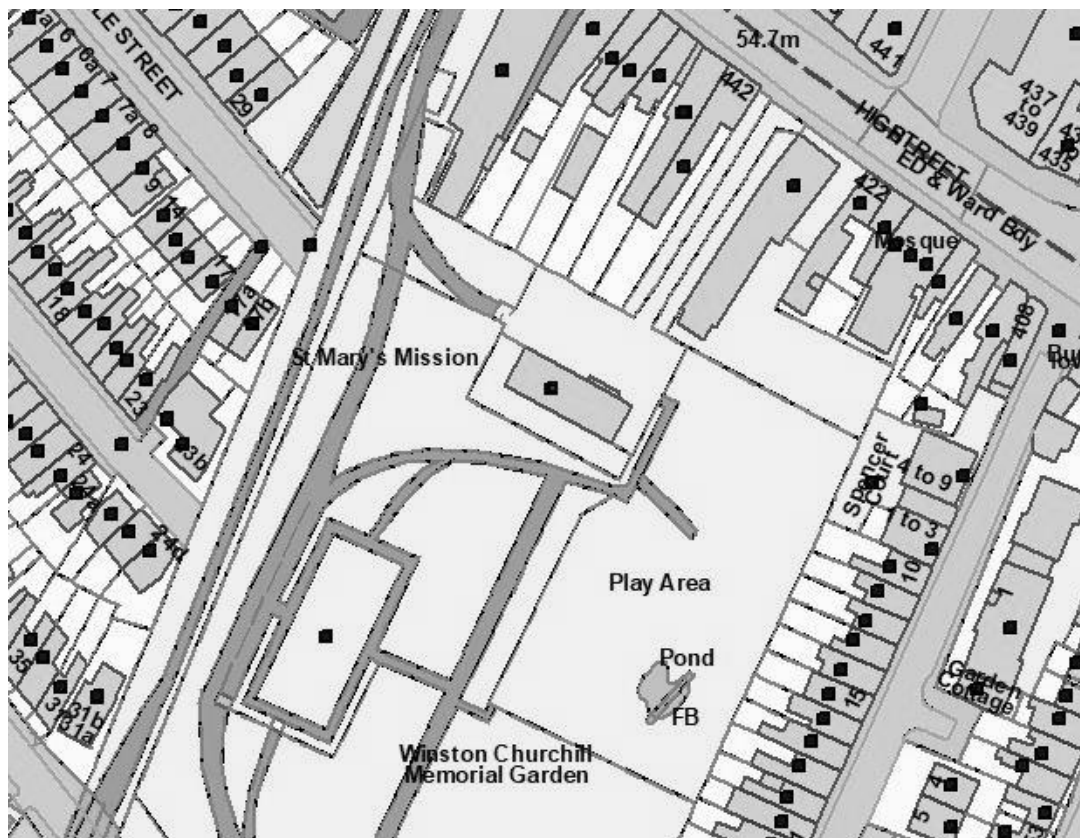 54.7m
441
437
to
439
435
LE STREET
6
6a
7
7a
8
9
14
17
29
442
HIGH STREET
ED & Ward Bdy
422
Mosque
408
18
23
St Mary's Mission
24
24a
24d
Spencer
Court
4 to 9
1 to 3
10
1
15
Play Area
Pond
FB
Garden
Cottage
35
31b
31a
Winston Churchill
Memorial Garden
4
5